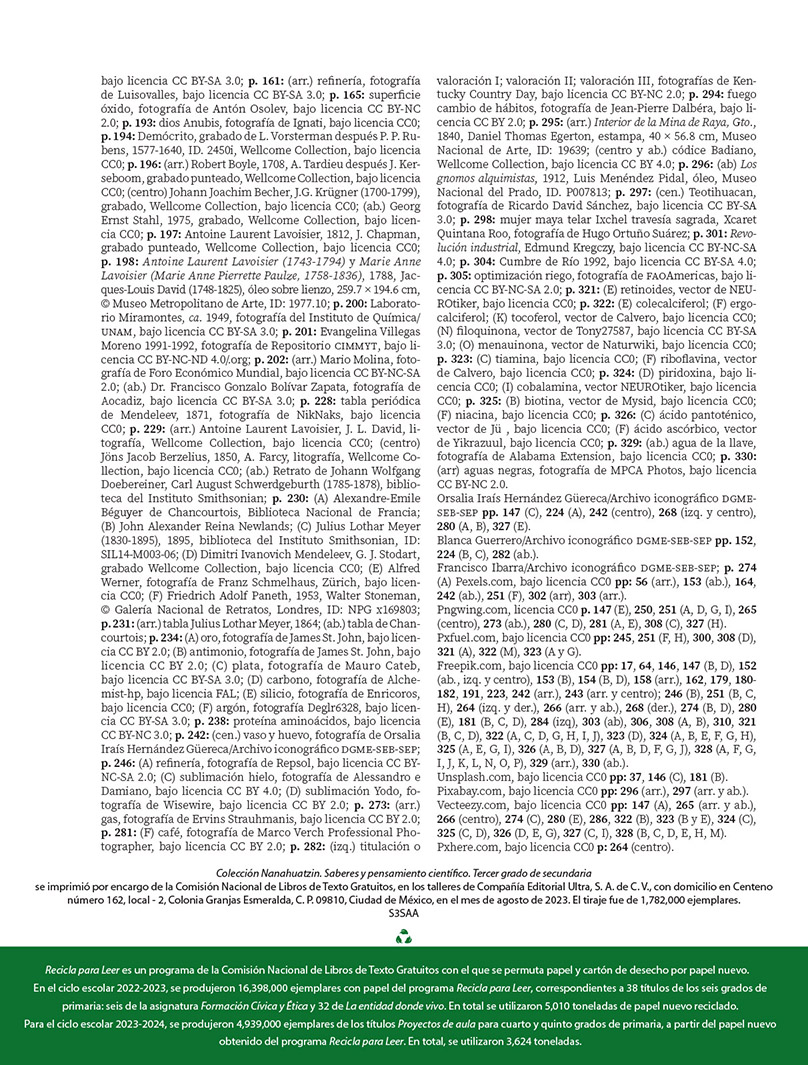 bajo licencia CC BY-SA 3.0; p. 161: (arr.) refinería, fotografía
de Luisovalles, bajo licencia CC BY-SA 3.0; p. 165: superficie
óxido, fotografía de Antón Osolev, bajo licencia CC BY-NC
2.0; p. 193: dios Anubis, fotografía de Ignati, bajo licencia CC0;
p. 194: Demócrito, grabado de L. Vorsterman después P. P. Ru-
bens, 1577-1640, ID. 2450i, Wellcome Collection, bajo licencia
CC0; p. 196: (arr.) Robert Boyle, 1708, A. Tardieu después J. Ker-
seboom, grabado punteado, Wellcome Collection, bajo licencia
CC0; (centro) Johann Joachim Becher, J.G. Krügner (1700-1799),
grabado, Wellcome Collection, bajo licencia CC0; (ab.) Georg
Ernst Stahl, 1975, grabado, Wellcome Collection, bajo licen-
cia CC0; p. 197: Antoine Laurent Lavoisier, 1812, J. Chapman,
grabado punteado, Wellcome Collection, bajo licencia CC0;
p. 198: Antoine Laurent Lavoisier (1743-1794) y Marie Anne
Lavoisier (Marie Anne Pierrette Paulze, 1758-1836), 1788, Jac-
ques-Louis David (1748-1825), óleo sobre lienzo, 259.7 × 194.6 cm,
© Museo Metropolitano de Arte, ID: 1977.10; p. 200: Laborato-
rio Miramontes, ca. 1949, fotografía del Instituto de Química/
UNAM, bajo licencia CC BY-SA 3.0; p. 201: Evangelina Villegas
Moreno 1991-1992, fotografía de Repositorio CIMMYT, bajo li-
cencia CC BY-NC-ND 4.0/.org; p. 202: (arr.) Mario Molina, foto-
grafía de Foro Económico Mundial, bajo licencia CC BY-NC-SA
2.0; (ab.) Dr. Francisco Gonzalo Bolívar Zapata, fotografía de
Aocadiz, bajo licencia CC BY-SA 3.0; p. 228: tabla periódica
de Mendeleev, 1871, fotografía de NikNaks, bajo licencia
CC0; p. 229: (arr.) Antoine Laurent Lavoisier, J. L. David, li-
tografía, Wellcome Collection, bajo licencia CC0; (centro)
Jöns Jacob Berzelius, 1850, A. Farcy, litografía, Wellcome Co-
llection, bajo licencia CC0; (ab.) Retrato de Johann Wolfgang
Doebereiner, Carl August Schwerdgeburth (1785-1878), biblio-
teca del Instituto Smithsonian; p. 230: (A) Alexandre-Emile
Béguyer de Chancourtois, Biblioteca Nacional de Francia;
(B) John Alexander Reina Newlands; (C) Julius Lothar Meyer
(1830-1895), 1895, biblioteca del Instituto Smithsonian, ID:
SIL14-M003-06; (D) Dimitri Ivanovich Mendeleev, G. J. Stodart,
grabado Wellcome Collection, bajo licencia CC0; (E) Alfred
Werner, fotografía de Franz Schmelhaus, Zürich, bajo licen-
cia CC0; (F) Friedrich Adolf Paneth, 1953, Walter Stoneman,
© Galería Nacional de Retratos, Londres, ID: NPG x169803;
p. 231: (arr.) tabla Julius Lothar Meyer, 1864; (ab.) tabla de Chan-
courtois; p. 234: (A) oro, fotografía de James St. John, bajo licen-
cia CC BY 2.0; (B) antimonio, fotografía de James St. John, bajo
licencia CC BY 2.0; (C) plata, fotografía de Mauro Cateb,
bajo licencia CC BY-SA 3.0; (D) carbono, fotografía de Alche-
mist-hp, bajo licencia FAL; (E) silicio, fotografía de Enricoros,
bajo licencia CC0; (F) argón, fotografía Deglr6328, bajo licen-
cia CC BY-SA 3.0; p. 238: proteína aminoácidos, bajo licencia
CC BY-NC 3.0; p. 242: (cen.) vaso y huevo, fotografía de Orsalia
Iraís Hernández Güereca/Archivo iconográfico DGME-SEB-SEP;
p. 246: (A) refinería, fotografía de Repsol, bajo licencia CC BY-
NC-SA 2.0; (C) sublimación hielo, fotografía de Alessandro e
Damiano, bajo licencia CC BY 4.0; (D) sublimación Yodo, fo-
tografía de Wisewire, bajo licencia CC BY 2.0; p. 273: (arr.)
gas, fotografía de Ervins Strauhmanis, bajo licencia CC BY 2.0;
p. 281: (F) café, fotografía de Marco Verch Professional Pho-
tographer, bajo licencia CC BY 2.0; p. 282: (izq.) titulación o
valoración I; valoración II; valoración III, fotografías de Ken-
tucky Country Day, bajo licencia CC BY-NC 2.0; p. 294: fuego
cambio de hábitos, fotografía de Jean-Pierre Dalbéra, bajo li-
cencia CC BY 2.0; p. 295: (arr.) Interior de la Mina de Raya, Gto.,
1840, Daniel Thomas Egerton, estampa, 40 × 56.8 cm, Museo
Nacional de Arte, ID: 19639; (centro y ab.) códice Badiano,
Wellcome Collection, bajo licencia CC BY 4.0; p. 296: (ab) Los
gnomos alquimistas, 1912, Luis Menéndez Pidal, óleo, Museo
Nacional del Prado, ID. P007813; p. 297: (cen.) Teotihuacan,
fotografía de Ricardo David Sánchez, bajo licencia CC BY-SA
3.0; p. 298: mujer maya telar Ixchel travesía sagrada, Xcaret
Quintana Roo, fotografía de Hugo Ortuño Suárez; p. 301: Revo-
lución industrial, Edmund Kregczy, bajo licencia CC BY-NC-SA
4.0; p. 304: Cumbre de Río 1992, bajo licencia CC BY-SA 4.0;
p. 305: optimización riego, fotografía de FAOAmericas, bajo li-
cencia CC BY-NC-SA 2.0; p. 321: (E) retinoides, vector de NEU-
ROtiker, bajo licencia CC0; p. 322: (E) colecalciferol; (F) ergo-
calciferol; (K) tocoferol, vector de Calvero, bajo licencia CC0;
(N) filoquinona, vector de Tony27587, bajo licencia CC BY-SA
3.0; (O) menauinona, vector de Naturwiki, bajo licencia CC0;
p. 323: (C) tiamina, bajo licencia CC0; (F) riboflavina, vector
de Calvero, bajo licencia CC0; p. 324: (D) piridoxina, bajo li-
cencia CC0; (I) cobalamina, vector NEUROtiker, bajo licencia
CC0; p. 325: (B) biotina, vector de Mysid, bajo licencia CC0;
(F) niacina, bajo licencia CC0; p. 326: (C) ácido pantoténico,
vector de Jü , bajo licencia CC0; (F) ácido ascórbico, vector
de Yikrazuul, bajo licencia CC0; p. 329: (ab.) agua de la llave,
fotografía de Alabama Extension, bajo licencia CC0; p. 330:
(arr) aguas negras, fotografía de MPCA Photos, bajo licencia
CC BY-NC 2.0.
Orsalia Iraís Hernández Güereca/Archivo iconográfico DGME-
SEB-SEP pp. 147 (C), 224 (A), 242 (centro), 268 (izq. y centro),
280 (A, B), 327 (E).
Blanca Guerrero/Archivo iconográfico DGME-SEB-SEP pp. 152,
224 (B, C), 282 (ab.).
Francisco Ibarra/Archivo iconográfico DGME-SEB-SEP; p. 274
(A) Pexels.com, bajo licencia CC0 pp: 56 (arr.), 153 (ab.), 164,
242 (ab.), 251 (F), 302 (arr), 303 (arr.).
Pngwing.com, licencia CC0 p. 147 (E), 250, 251 (A, D, G, I), 265
(centro), 273 (ab.), 280 (C, D), 281 (A, E), 308 (C), 327 (H).
Pxfuel.com, bajo licencia CC0 pp: 245, 251 (F, H), 300, 308 (D),
321 (A), 322 (M), 323 (A y G).
Freepik.com, bajo licencia CC0 pp: 17, 64, 146, 147 (B, D), 152
(ab., izq. y centro), 153 (B), 154 (B, D), 158 (arr.), 162, 179, 180-
182, 191, 223, 242 (arr.), 243 (arr. y centro); 246 (B), 251 (B, C,
H), 264 (izq. y der.), 266 (arr. y ab.), 268 (der.), 274 (B, D), 280
(E), 181 (B, C, D), 284 (izq), 303 (ab), 306, 308 (A, B), 310, 321
(B, C, D), 322 (A, C, D, G, H, I, J), 323 (D), 324 (A, B, E, F, G, H),
325 (A, E, G, I), 326 (A, B, D), 327 (A, B, D, F, G, J), 328 (A, F, G,
I, J, K, L, N, O, P), 329 (arr.), 330 (ab.).
Unsplash.com, bajo licencia CC0 pp: 37, 146 (C), 181 (B).
Pixabay.com, bajo licencia CC0 pp: 296 (arr.), 297 (arr. y ab.).
Vecteezy.com, bajo licencia CC0 pp: 147 (A), 265 (arr. y ab.),
266 (centro), 274 (C), 280 (E), 286, 322 (B), 323 (B y E), 324 (C),
325 (C, D), 326 (D, E, G), 327 (C, I), 328 (B, C, D, E, H, M).
Pxhere.com, bajo licencia CC0 p: 264 (centro).
Colección Nanahuatzin. Saberes y pensamiento científico. Tercer grado de secundaria
se imprimió por encargo de la Comisión Nacional de Libros de Texto Gratuitos, en los talleres de Compañía Editorial Ultra, S. A. de C. V., con domicilio en Centeno
número 162, local - 2, Colonia Granjas Esmeralda, C. P. 09810, Ciudad de México, en el mes de agosto de 2023. El tiraje fue de 1,782,000 ejemplares.
S3SAA
Recicla para Leer es un programa de la Comisión Nacional de Libros de Texto Gratuitos con el que se permuta papel y cartón de desecho por papel nuevo.
En el ciclo escolar 2022-2023, se produjeron 16,398,000 ejemplares con papel del programa Recicla para Leer, correspondientes a 38 títulos de los seis grados de
primaria: seis de la asignatura Formación Cívica y Ética y 32 de La entidad donde vivo. En total se utilizaron 5,010 toneladas de papel nuevo reciclado.
Para el ciclo escolar 2023-2024, se produjeron 4,939,000 ejemplares de los títulos Proyectos de aula para cuarto y quinto grados de primaria, a partir del papel nuevo
obtenido del programa Recicla para Leer. En total, se utilizaron 3,624 toneladas.